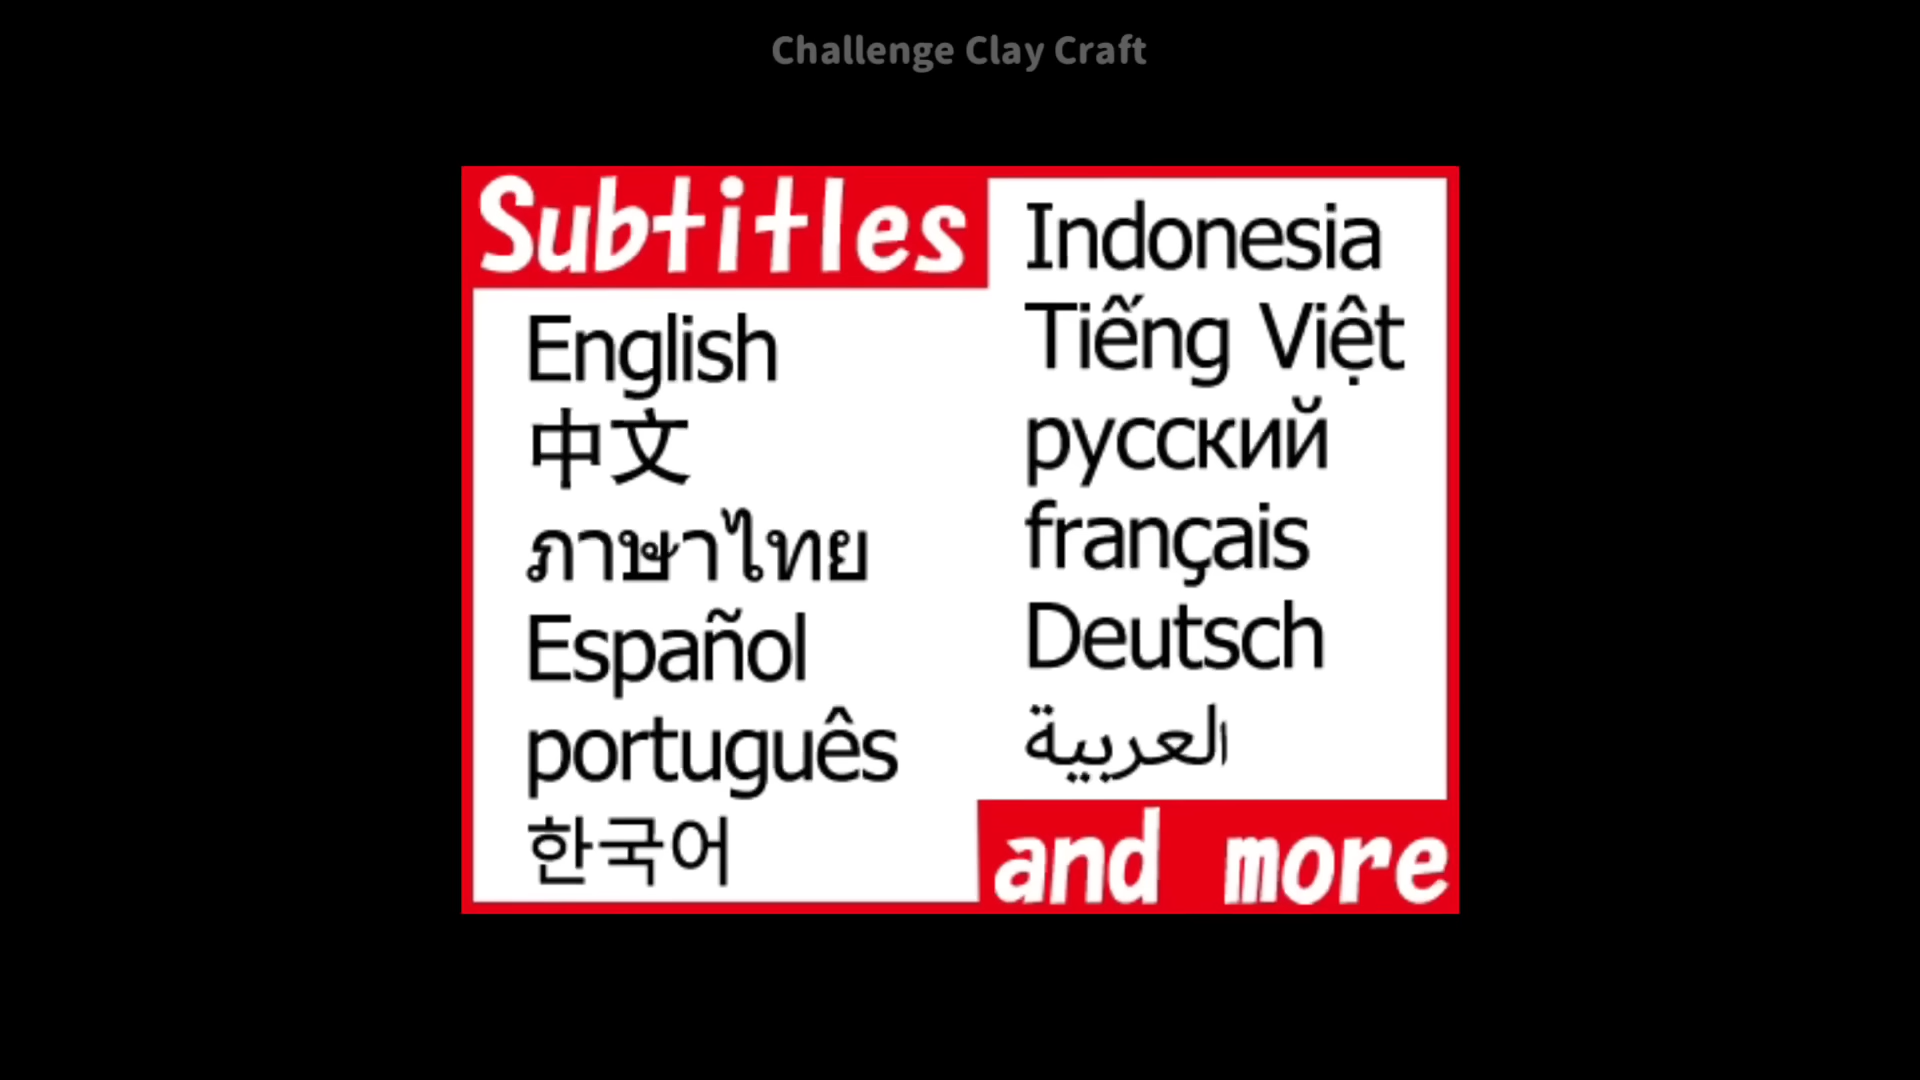 Challenge Clay Craft
Subtitles
English
中文
ภาษาไทย
Español
português
한국어
Indonesia
Tiếng Việt
русский
français
Deutsch
العربية
and more